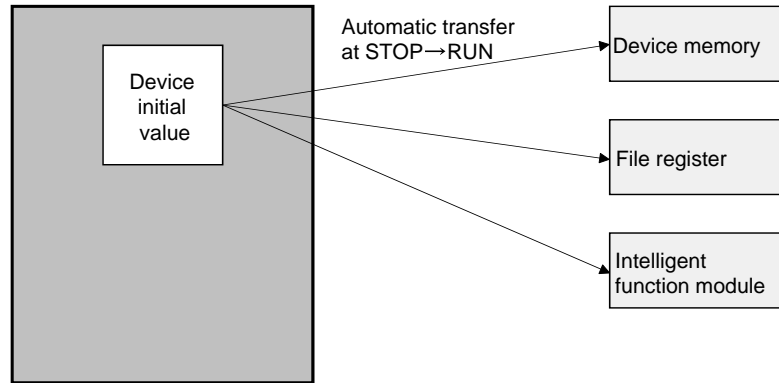 Automatic transfer
at STOP→RUN
Device
initial
value
Device memory
File register
Intelligent
function module